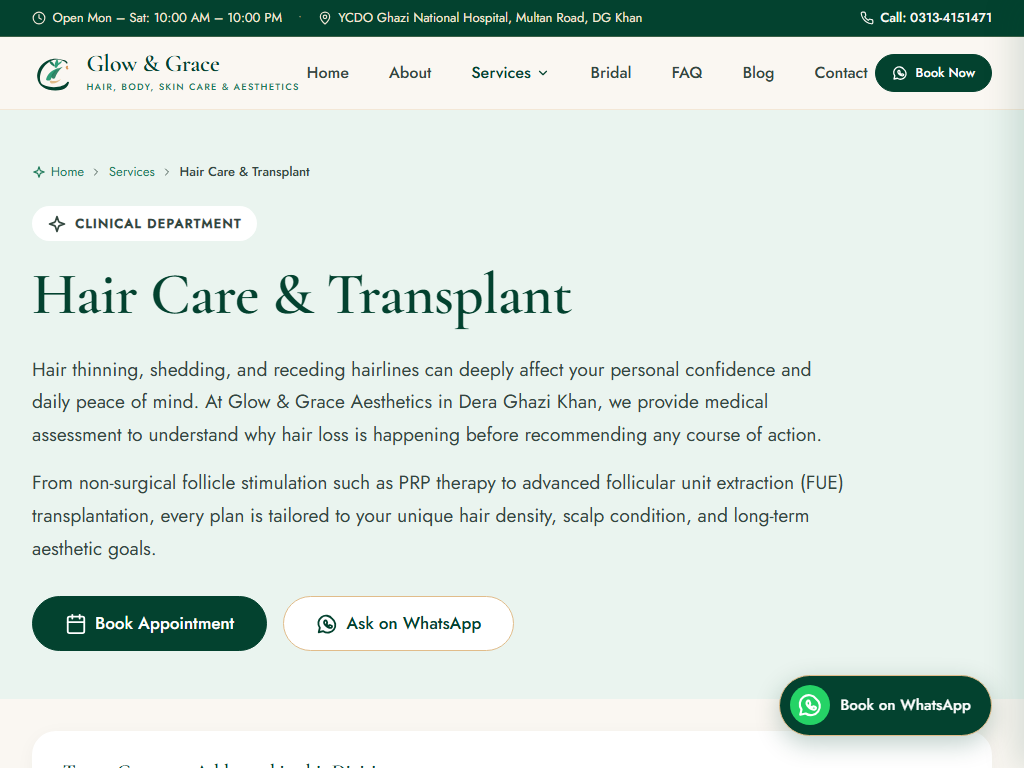 Open Mon – Sat: 10:00 AM – 10:00 PM · YCDO Ghazi National Hospital, Multan Road, DG Khan Call: 0313-4151471
Glow & Grace
HAIR, BODY, SKIN CARE & AESTHETICS
Home About Services Bridal FAQ Blog Contact Book Now
Home > Services > Hair Care & Transplant
CLINICAL DEPARTMENT
Hair Care & Transplant
Hair thinning, shedding, and receding hairlines can deeply affect your personal confidence and
daily peace of mind. At Glow & Grace Aesthetics in Dera Ghazi Khan, we provide medical
assessment to understand why hair loss is happening before recommending any course of action.
From non-surgical follicle stimulation such as PRP therapy to advanced follicular unit extraction (FUE)
transplantation, every plan is tailored to your unique hair density, scalp condition, and long-term
aesthetic goals.
Book Appointment Ask on WhatsApp
Book on WhatsApp